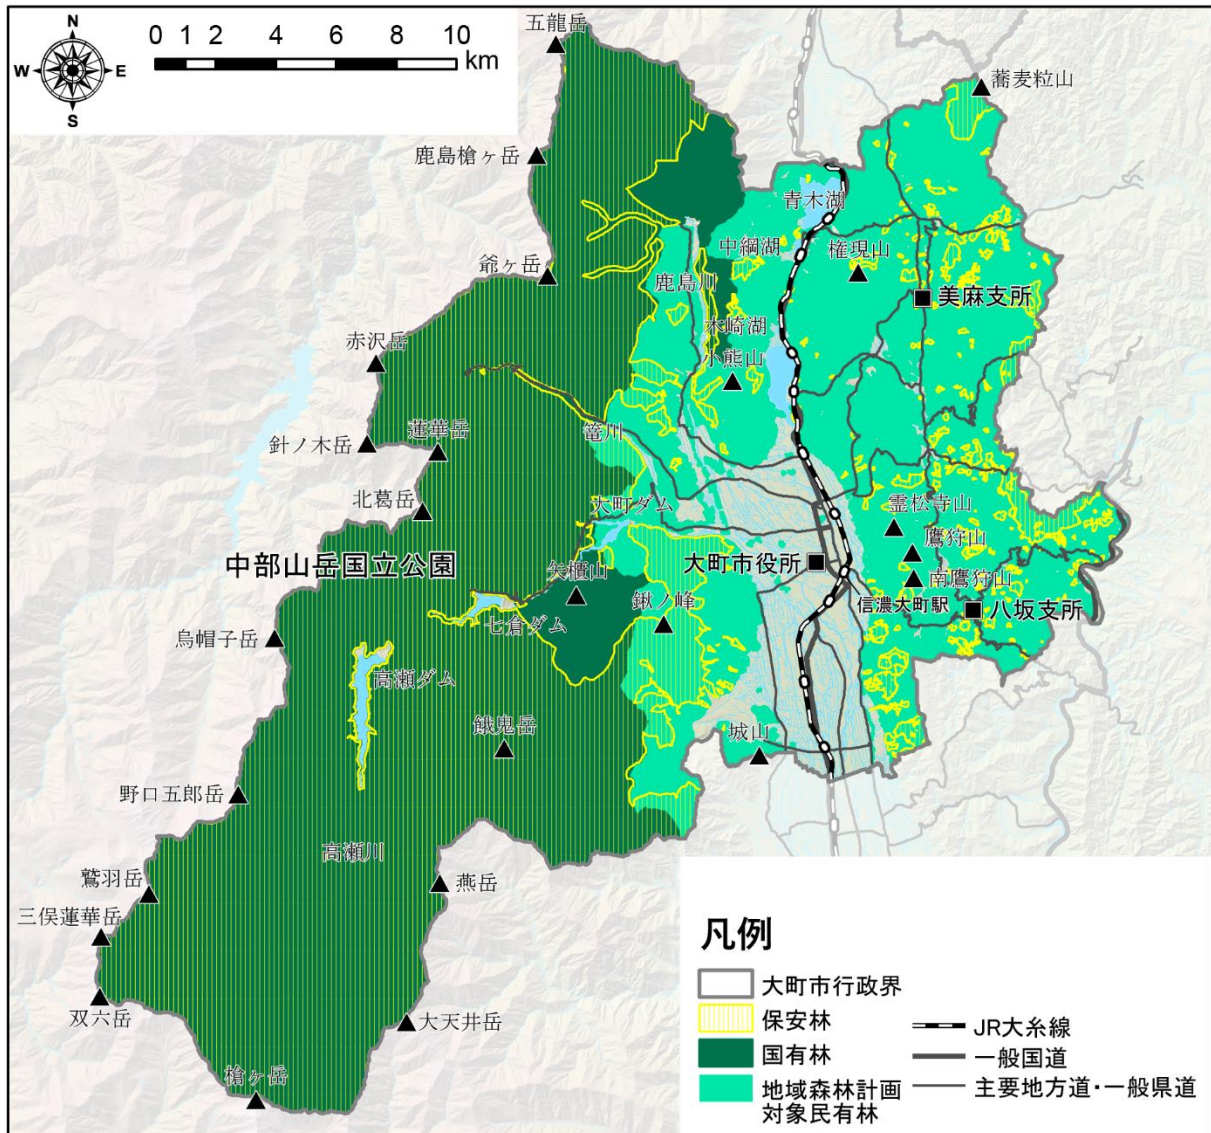 N
W
E
S
0 1 2 4 6 8 10
km
五龍岳
蕎麦粒山
鹿島槍ヶ岳
青木湖
中綱湖
権現山
爺ヶ岳
鹿島川
美麻支所
木崎湖
赤沢岳
小熊山
針ノ木岳
蓮華岳
篭川
北葛岳
大町ダム
霊松寺山
中部山岳国立公園
大町市役所
鷹狩山
矢櫃山
南鷹狩山
七倉ダム
鍬ノ峰
信濃大町駅
八坂支所
烏帽子岳
高瀬ダム
餓鬼岳
城山
野口五郎岳
高瀬川
鷲羽岳
燕岳
三俣蓮華岳
双六岳
大天井岳
槍ヶ岳
凡例
大町市行政界
保安林
国有林
地域森林計画
対象民有林
JR大糸線
一般国道
主要地方道・一般県道